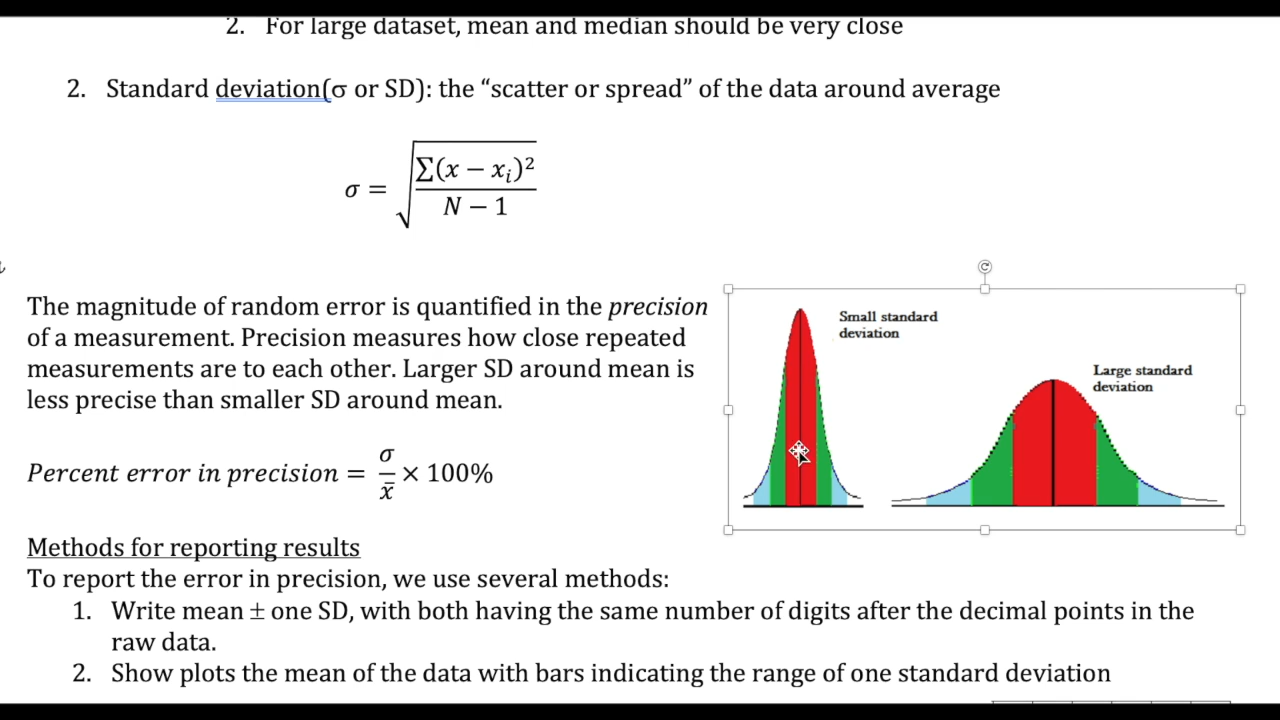 2. For large dataset, mean and median should be very close
2. Standard deviation(σ or SD): the “scatter or spread” of the data around average
σ = √(∑(x − xᵢ)² / (N − 1))
The magnitude of random error is quantified in the precision
of a measurement. Precision measures how close repeated
measurements are to each other. Larger SD around mean is
less precise than smaller SD around mean.
Small standard
deviation
Large standard
deviation
Percent error in precision = σ/x̄ × 100%
Methods for reporting results
To report the error in precision, we use several methods:
1. Write mean ± one SD, with both having the same number of digits after the decimal points in the
raw data.
2. Show plots the mean of the data with bars indicating the range of one standard deviation